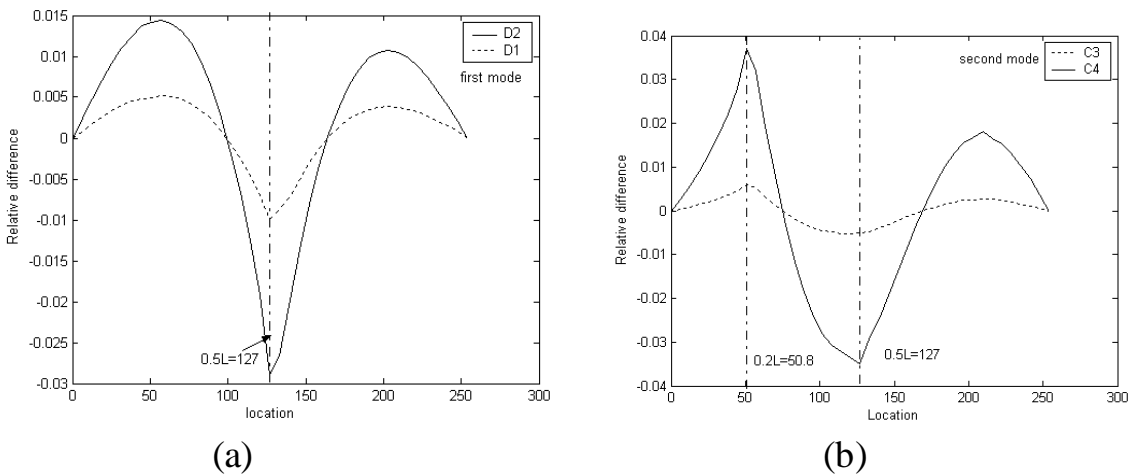 0.015
0.01
0.005
0
-0.005
-0.01
-0.015
-0.02
-0.025
-0.03
Relative difference
D2
D1
first mode
0.5L=127
0 50 100 150 200 250 300
location
(a)
0.04
0.03
0.02
0.01
0
-0.01
-0.02
-0.03
-0.04
Relative difference
second mode
C3
C4
0.2L=50.8
0.5L=127
0 50 100 150 200 250 300
Location
(b)